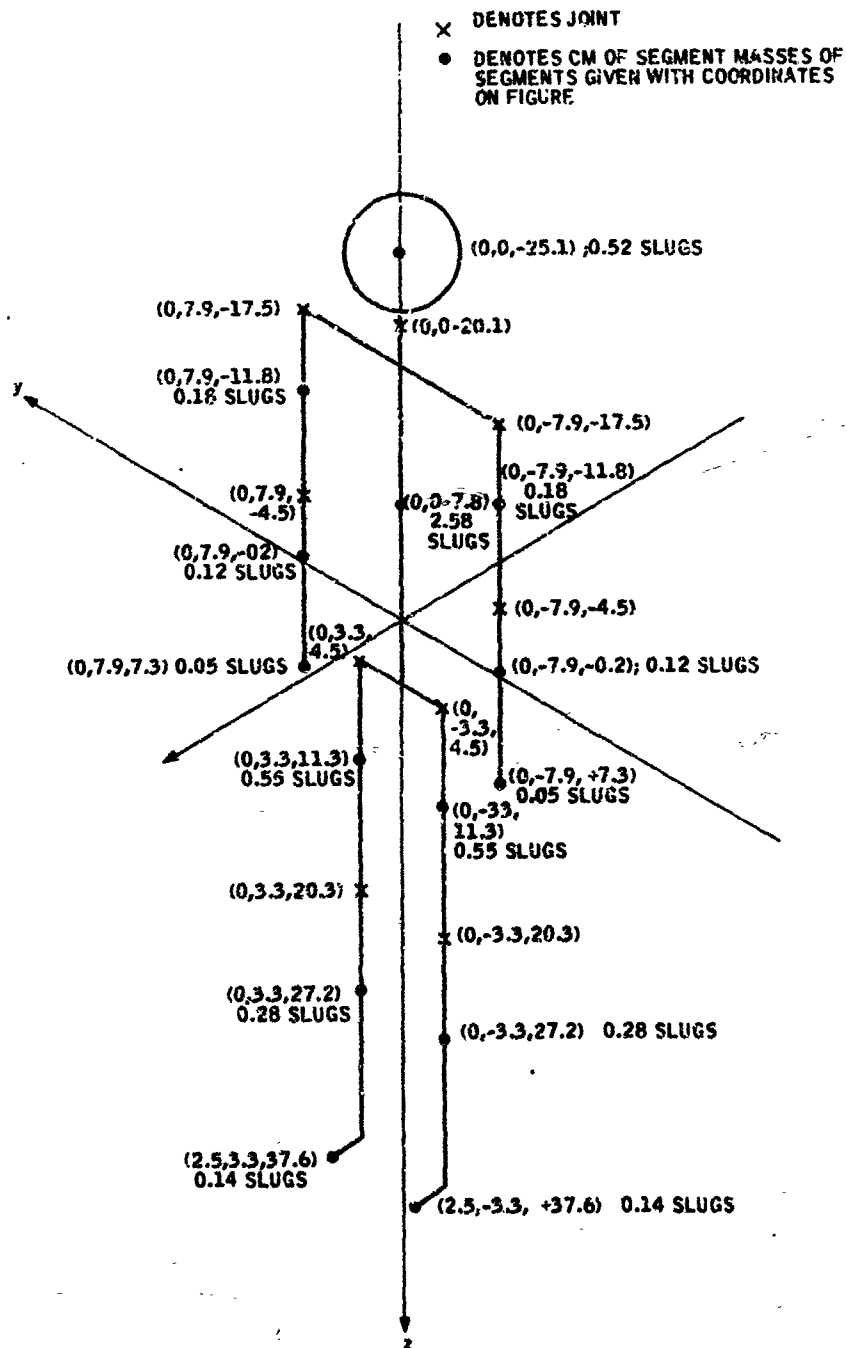 × DENOTES JOINT
● DENOTES CM OF SEGMENT MASSES OF
SEGMENTS GIVEN WITH COORDINATES
ON FIGURE
(0,0,-25.1) ;0.52 SLUGS
(0,7.9,-17.5)
(0,0-20.1)
(0,7.9,-11.8)
0.18 SLUGS
y
(0,-7.9,-17.5)
(0,-7.9,-11.8)
0.18
SLUGS
(0,7.9,
-4.5)
(0,0-7.8)
2.58
SLUGS
(0,7.9,-02)
0.12 SLUGS
(0,-7.9,-4.5)
(0,3.3,
4.5)
(0,7.9,7.3) 0.05 SLUGS
(0,-7.9,-0.2); 0.12 SLUGS
(0,
-3.3,
4.5)
(0,3.3,11.3)
0.55 SLUGS
(0,-7.9, +7.3)
0.05 SLUGS
(0,-33,
11.3)
0.55 SLUGS
(0,3.3,20.3)
(0,-3.3,20.3)
(0,3.3,27.2)
0.28 SLUGS
(0,-3.3,27.2) 0.28 SLUGS
(2.5,3.3,37.6)
0.14 SLUGS
(2.5,-3.3, +37.6) 0.14 SLUGS
z